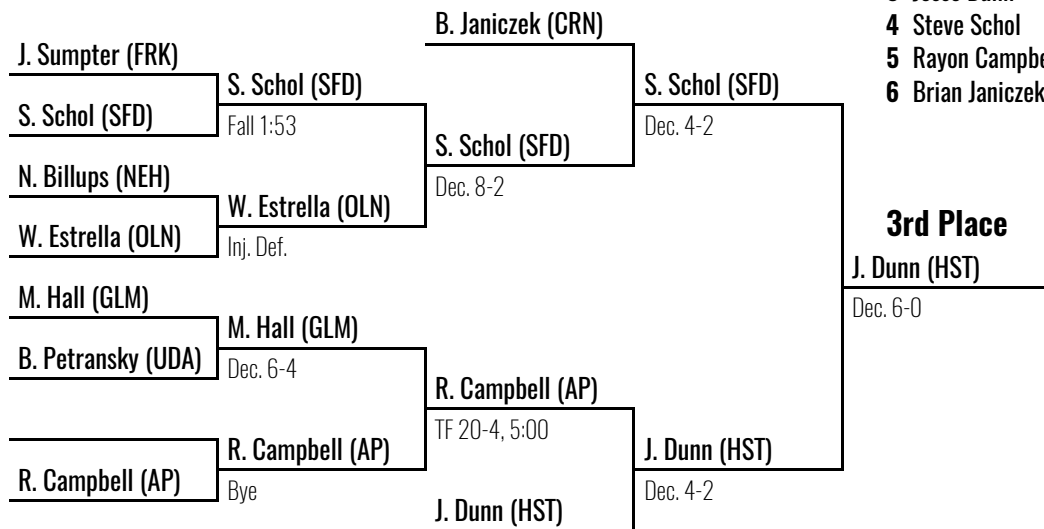 B. Janiczek (CRN)
4 Steve Schol
5 Rayon
6 Brian Janiczek
J. Sumpter (FRK)
S. Schol (SFD)
S. Schol (SFD)
Fall 1:53
S. Schol (SFD)
Dec. 4-2
S. Schol (SFD)
Dec. 8-2
N. Billups (NEH)
W. Estrella (OLN)
W. Estrella (OLN)
Inj. Def.
3rd Place
J. Dunn (HST)
Dec. 6-0
M. Hall (GLM)
B. Petransky (UDA)
M. Hall (GLM)
Dec. 6-4
R. Campbell (AP)
TF 20-4, 5:00
R. Campbell (AP)
R. Campbell (AP)
Bye
J. Dunn (HST)
Dec. 4-2
J. Dunn (HST)